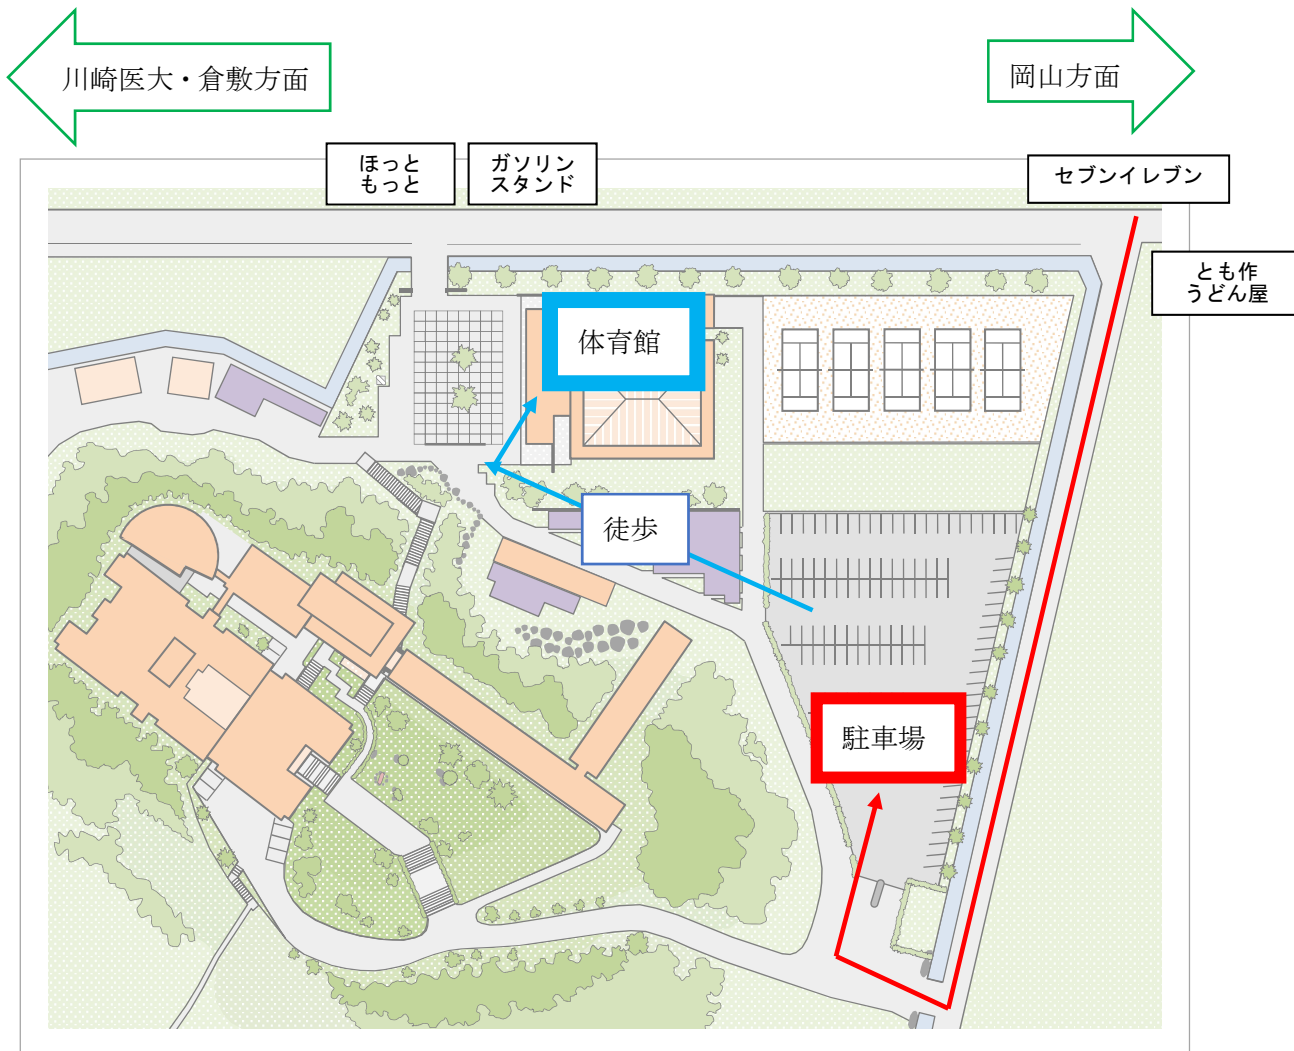 川崎医大・倉敷方面
岡山方面
ほっと
もっと
ガソリン
スタンド
セブンイレブン
とも作
うどん屋
体育館
徒歩
駐車場